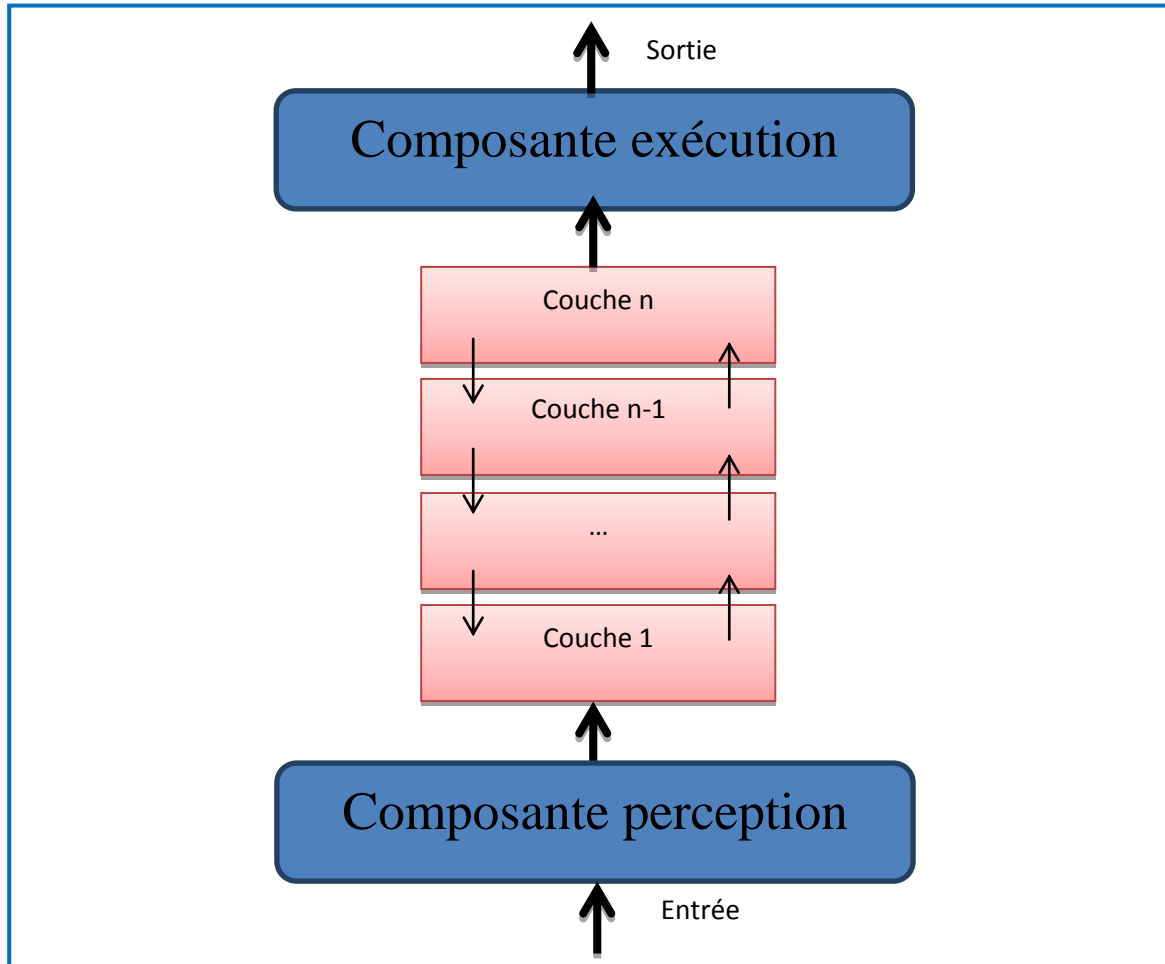 Sortie
Composante exécution
Couche n
Couche n-1
...
Couche 1
Composante perception
Entrée